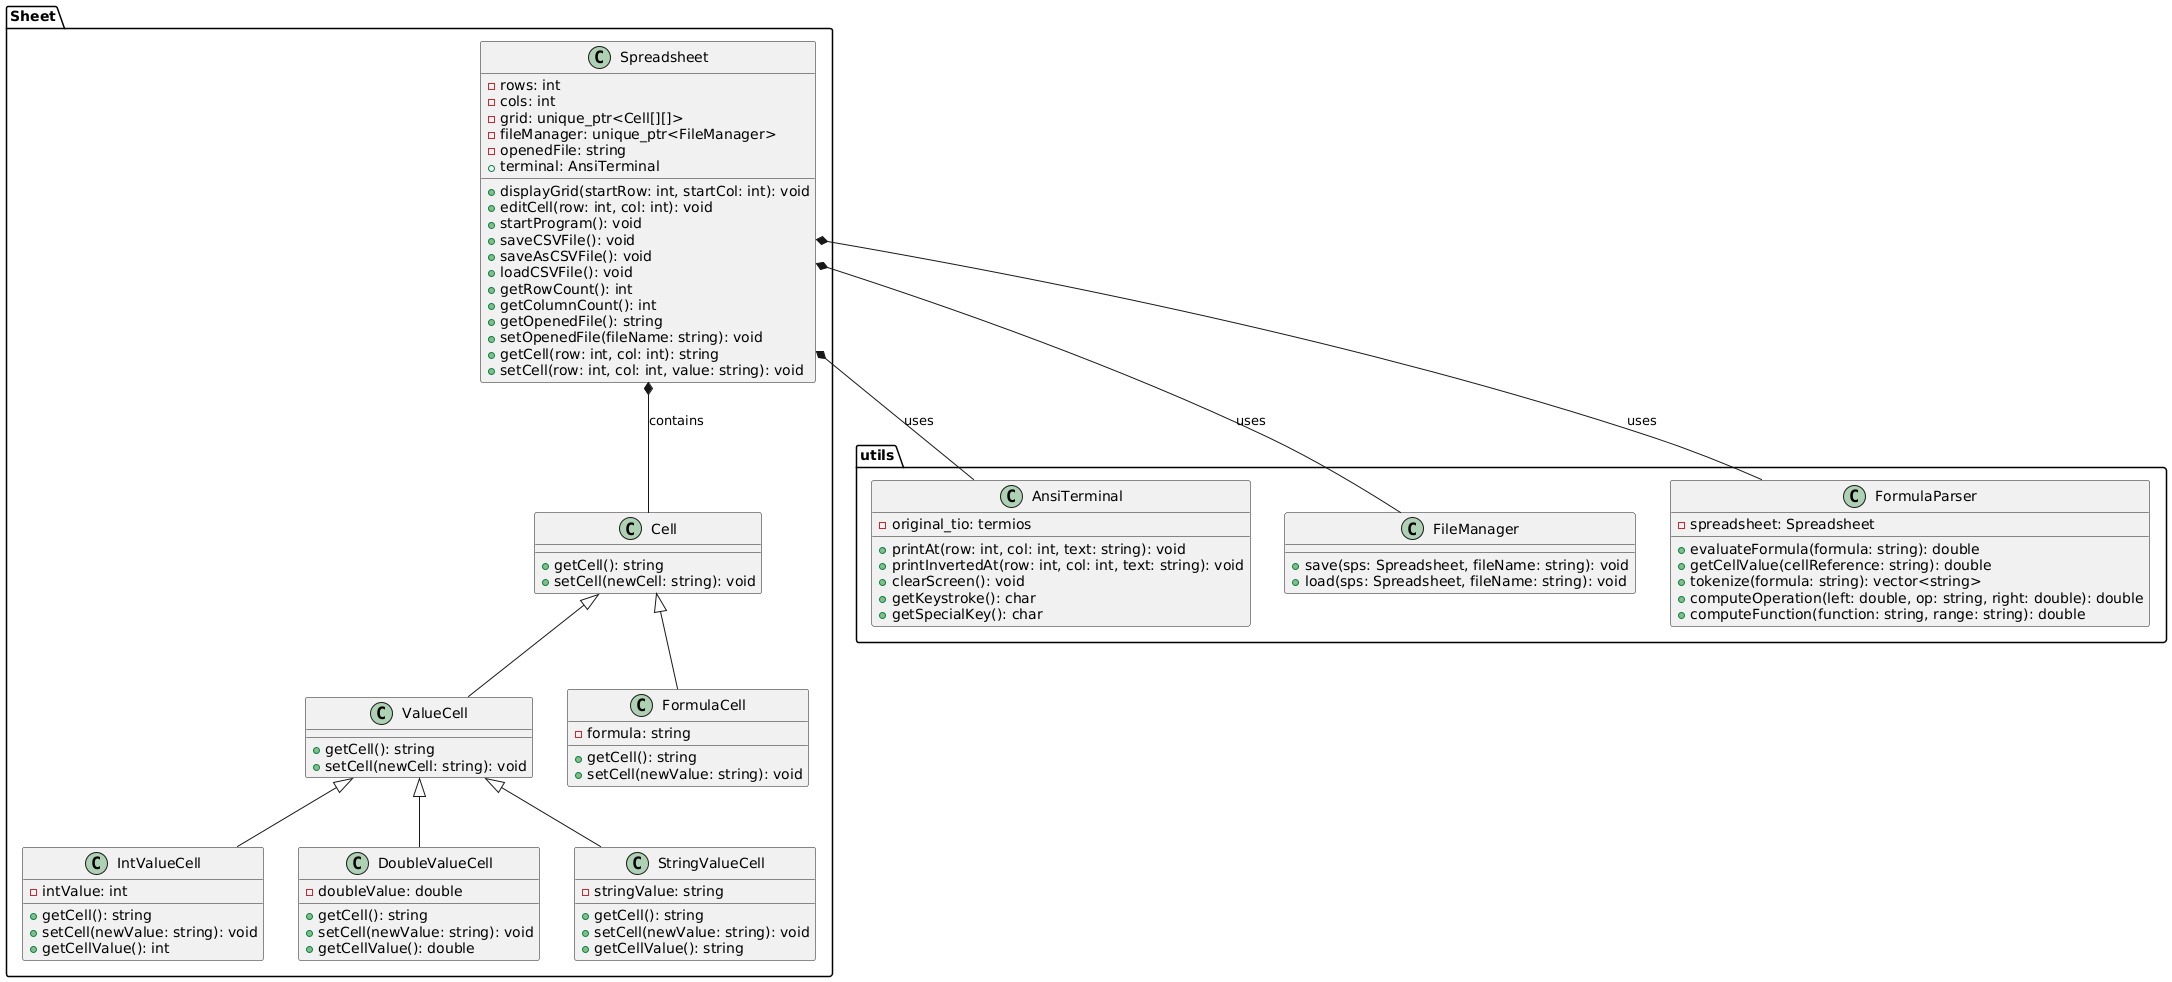 Sheet
C Spreadsheet
rows: int
cols: int
grid: unique_ptr<Cell[][]>
fileManager: unique_ptr<FileManager>
openedFile: string
terminal: AnsiTerminal
displayGrid(startRow: int, startCol: int): void
editCell(row: int, col: int): void
startProgram(): void
saveCSVFile(): void
saveAsCSVFile(): void
loadCSVFile(): void
getRowCount(): int
getColumnCount(): int
getOpenedFile(): string
setOpenedFile(fileName: string): void
getCell(row: int, col: int): string
setCell(row: int, col: int, value: string): void
contains
uses
uses
uses
utils
C AnsiTerminal
original_tio: termios
printAt(row: int, col: int, text: string): void
printInvertedAt(row: int, col: int, text: string): void
clearScreen(): void
getKeystroke(): char
getSpecialKey(): char
C FileManager
save(sps: Spreadsheet, fileName: string): void
load(sps: Spreadsheet, fileName: string): void
C FormulaParser
spreadsheet: Spreadsheet
evaluateFormula(formula: string): double
getCellValue(cellReference: string): double
tokenize(formula: string): vector<string>
computeOperation(left: double, op: string, right: double): double
computeFunction(function: string, range: string): double
C Cell
getCell(): string
setCell(newCell: string): void
C ValueCell
getCell(): string
setCell(newCell: string): void
C FormulaCell
formula: string
getCell(): string
setCell(newValue: string): void
C IntValueCell
intValue: int
getCell(): string
setCell(newValue: string): void
getCellValue(): int
C DoubleValueCell
doubleValue: double
getCell(): string
setCell(newValue: string): void
getCellValue(): double
C StringValueCell
stringValue: string
getCell(): string
setCell(newValue: string): void
getCellValue(): string